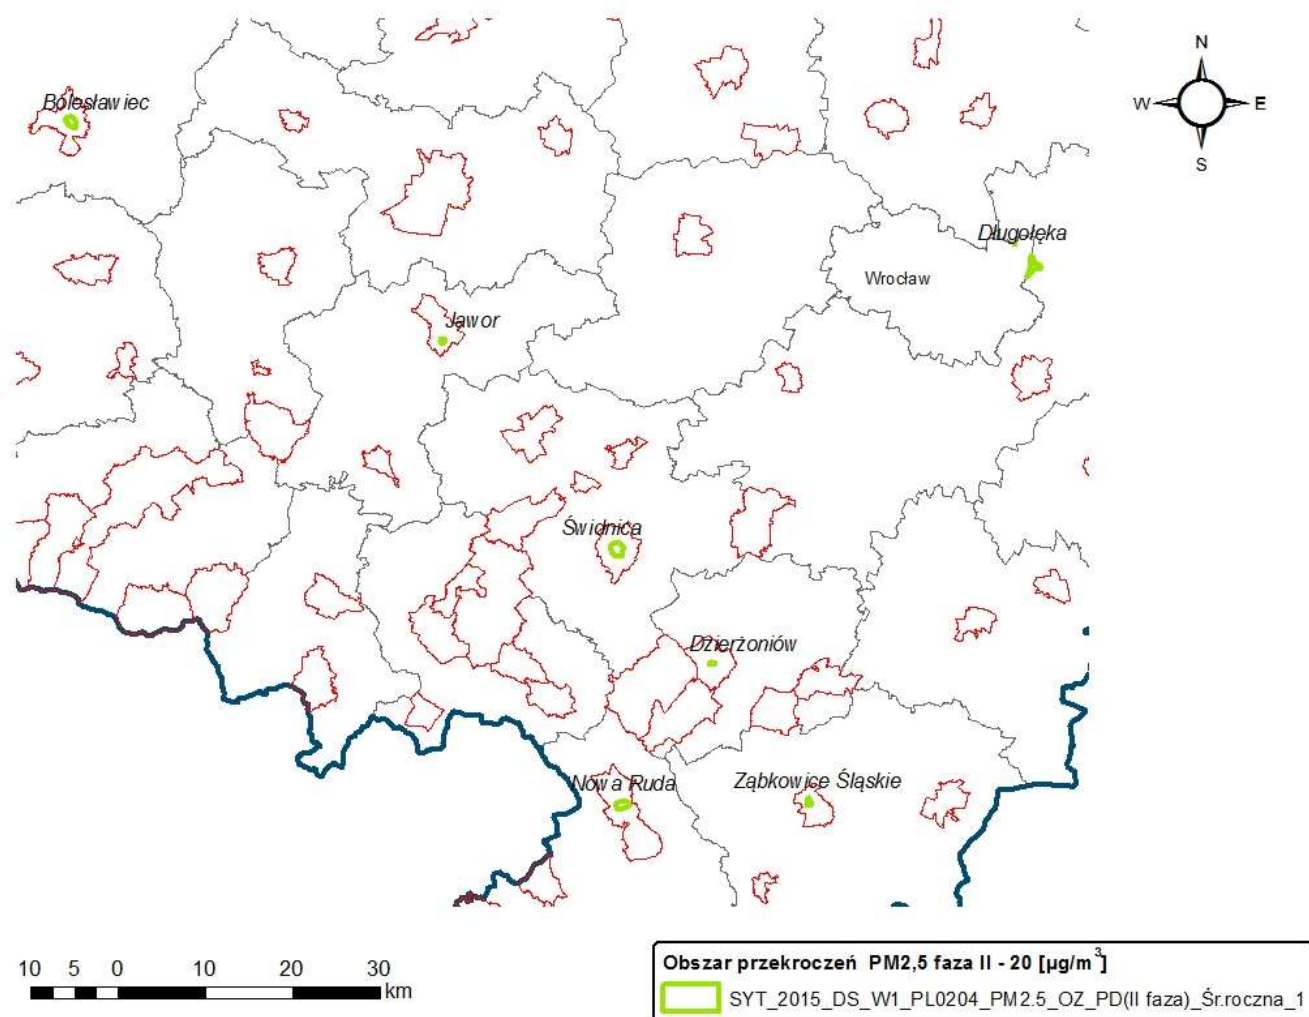 N
W E
S
Bolesławiec
Długołęka
Wrocław
Jawor
Świdnica
Dzierżoniów
Nowa Ruda
Ząbkowice Śląskie
10 5 0 10 20 30
km
Obszar przekroczeń PM2,5 faza II - 20 [µg/m³]
SYT_2015_DS_W1_PL0204_PM2.5_OZ_PD(II faza)_Śr.roczna_1